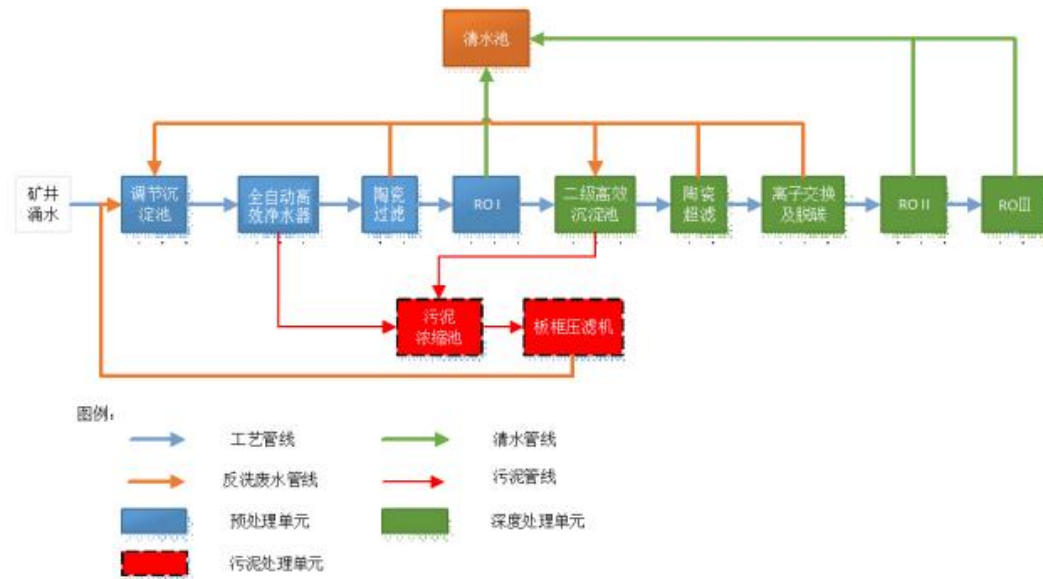 清水池
矿井
涌水
调节沉
淀池
全自动高
效净水器
陶瓷
过滤
RO I
二级高效
沉淀池
陶瓷
超滤
离子交换
及脱碳
RO II
ROⅢ
污泥
浓缩池
板框压滤机
图例：
工艺管线
清水管线
反洗废水管线
污泥管线
预处理单元
深度处理单元
污泥处理单元